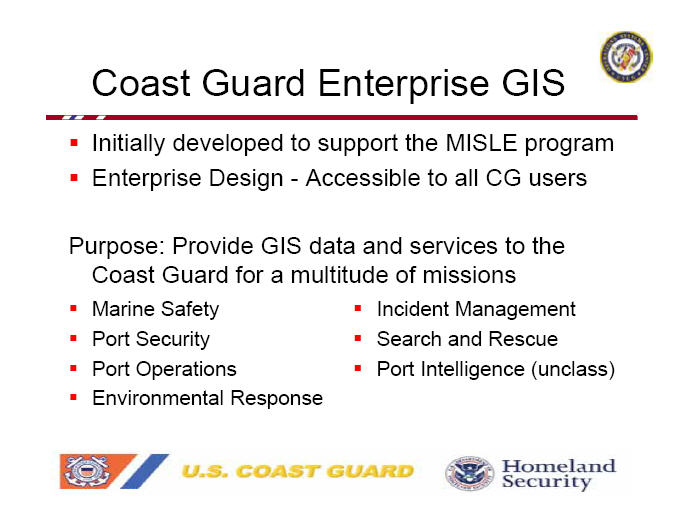 Coast Guard Enterprise GIS
Initially developed to support the MISLE program
Enterprise Design - Accessible to all CG users
Purpose: Provide GIS data and services to the
Coast Guard for a multitude of missions
Marine Safety
Port Security
Port Operations
Environmental Response
Incident Management
Search and Rescue
Port Intelligence (unclass)
U.S. COAST GUARD
Homeland
Security